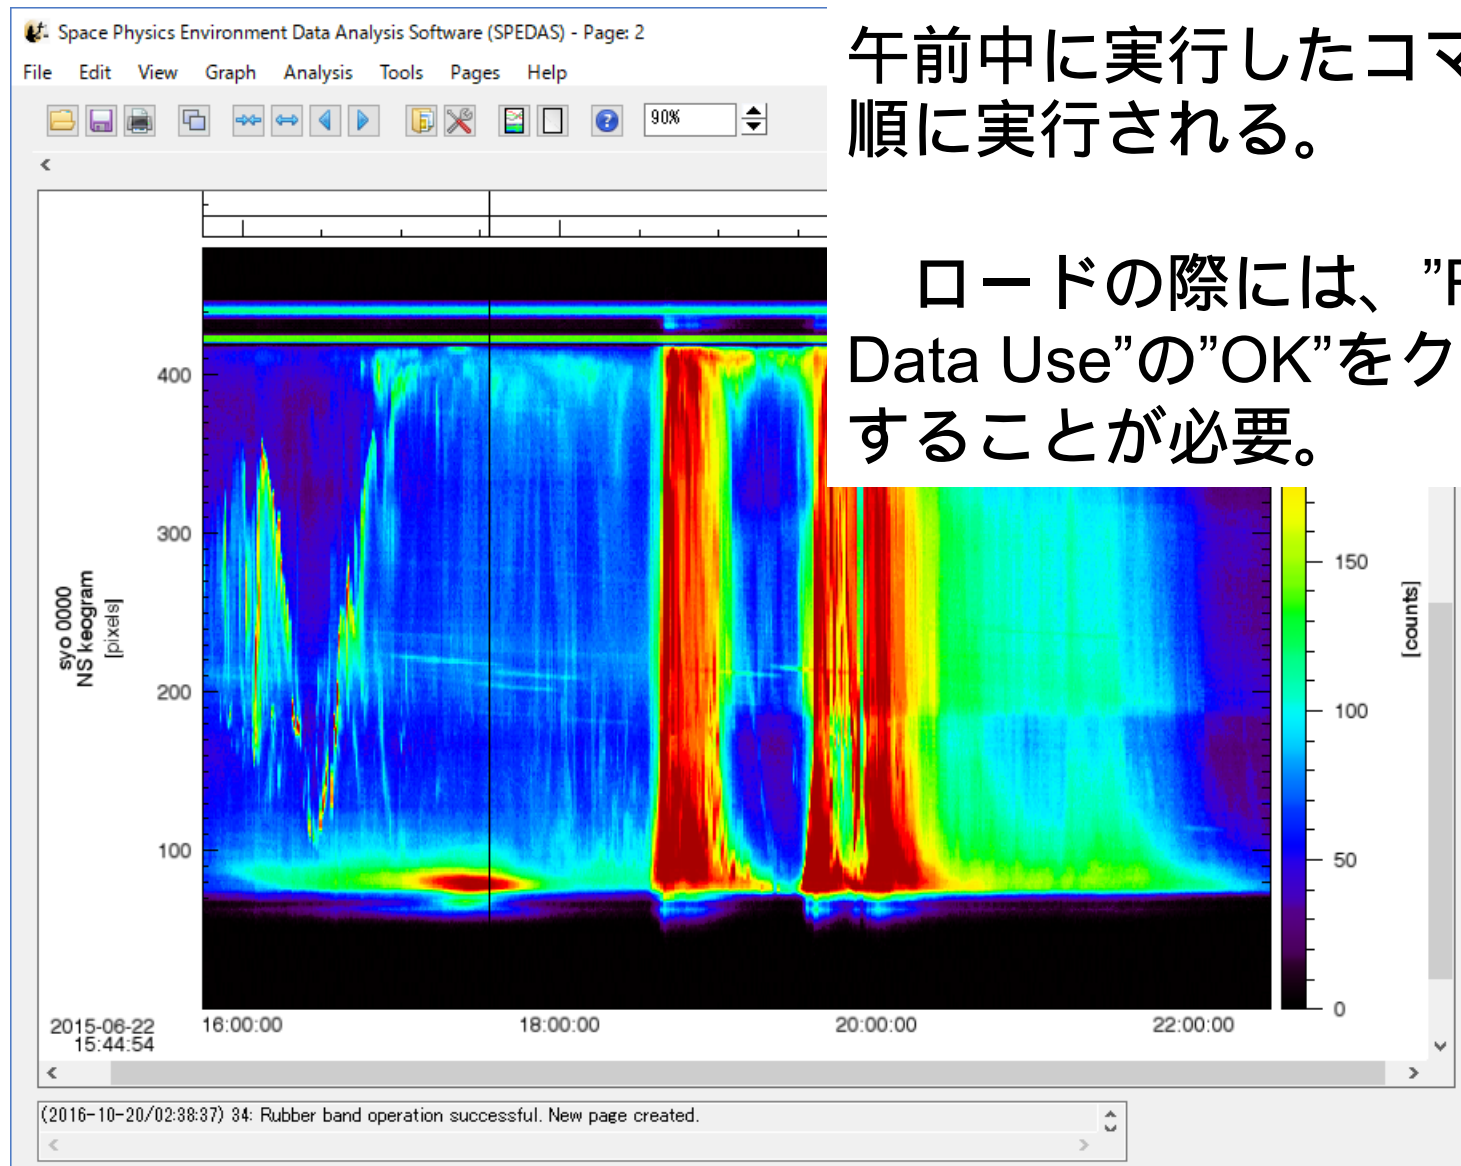 Space Physics Environment Data Analysis Software (SPEDAS) - Page: 2
File Edit View Graph Analysis Tools Pages Help
90%
午前中に実行したコマ
順に実行される。
ロードの際には、”
Data Use”の”OK”をク
することが必要。
400
300
200
100
syo 0000
NS keogram
[pixels]
150
100
50
0
[counts]
2015-06-22
15:44:54
16:00:00 18:00:00 20:00:00 22:00:00
(2016-10-20/02:38:37) 34: Rubber band operation successful. New page created.